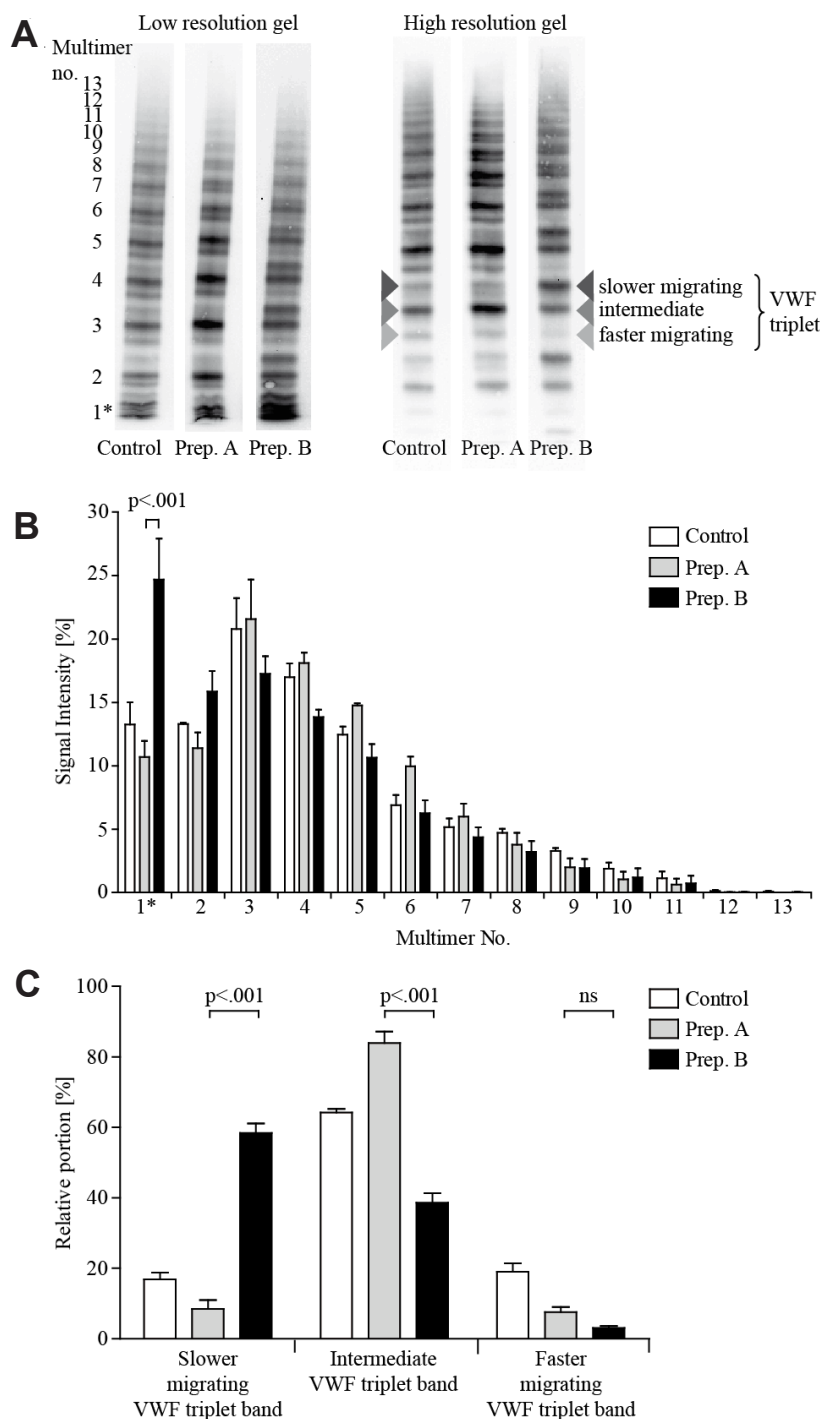 A
Low resolution gel
High resolution gel
Multimer
no.
13
12
11
10
9
8
7
6
5
4
3
2
1*
slower migrating
intermediate
faster migrating
VWF
triplet
Control Prep. A Prep. B
Control Prep. A Prep. B
B
p<.001
30
25
20
15
10
5
0
Signal Intensity [%]
Control
Prep. A
Prep. B
1* 2 3 4 5 6 7 8 9 10 11 12 13
Multimer No.
C
100
80
60
40
20
0
Relative portion [%]
p<.001
p<.001
ns
Control
Prep. A
Prep. B
Slower
migrating
VWF triplet band
Intermediate
VWF triplet band
Faster
migrating
VWF triplet band